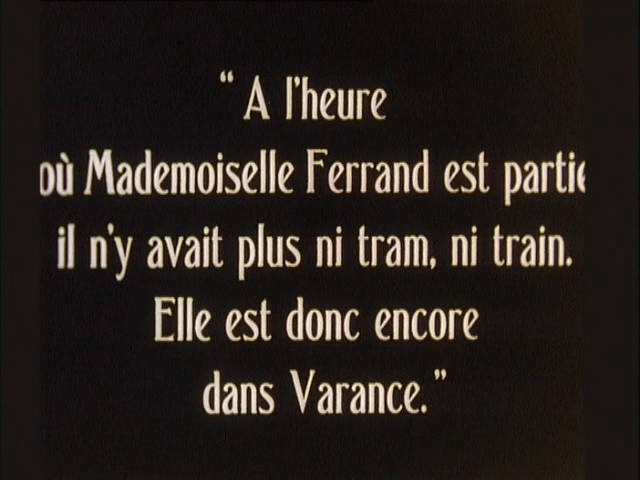 “ A l'heure
où Mademoiselle Ferrand est partie
il n'y avait plus ni tram, ni train.
Elle est donc encore
dans Varance.”